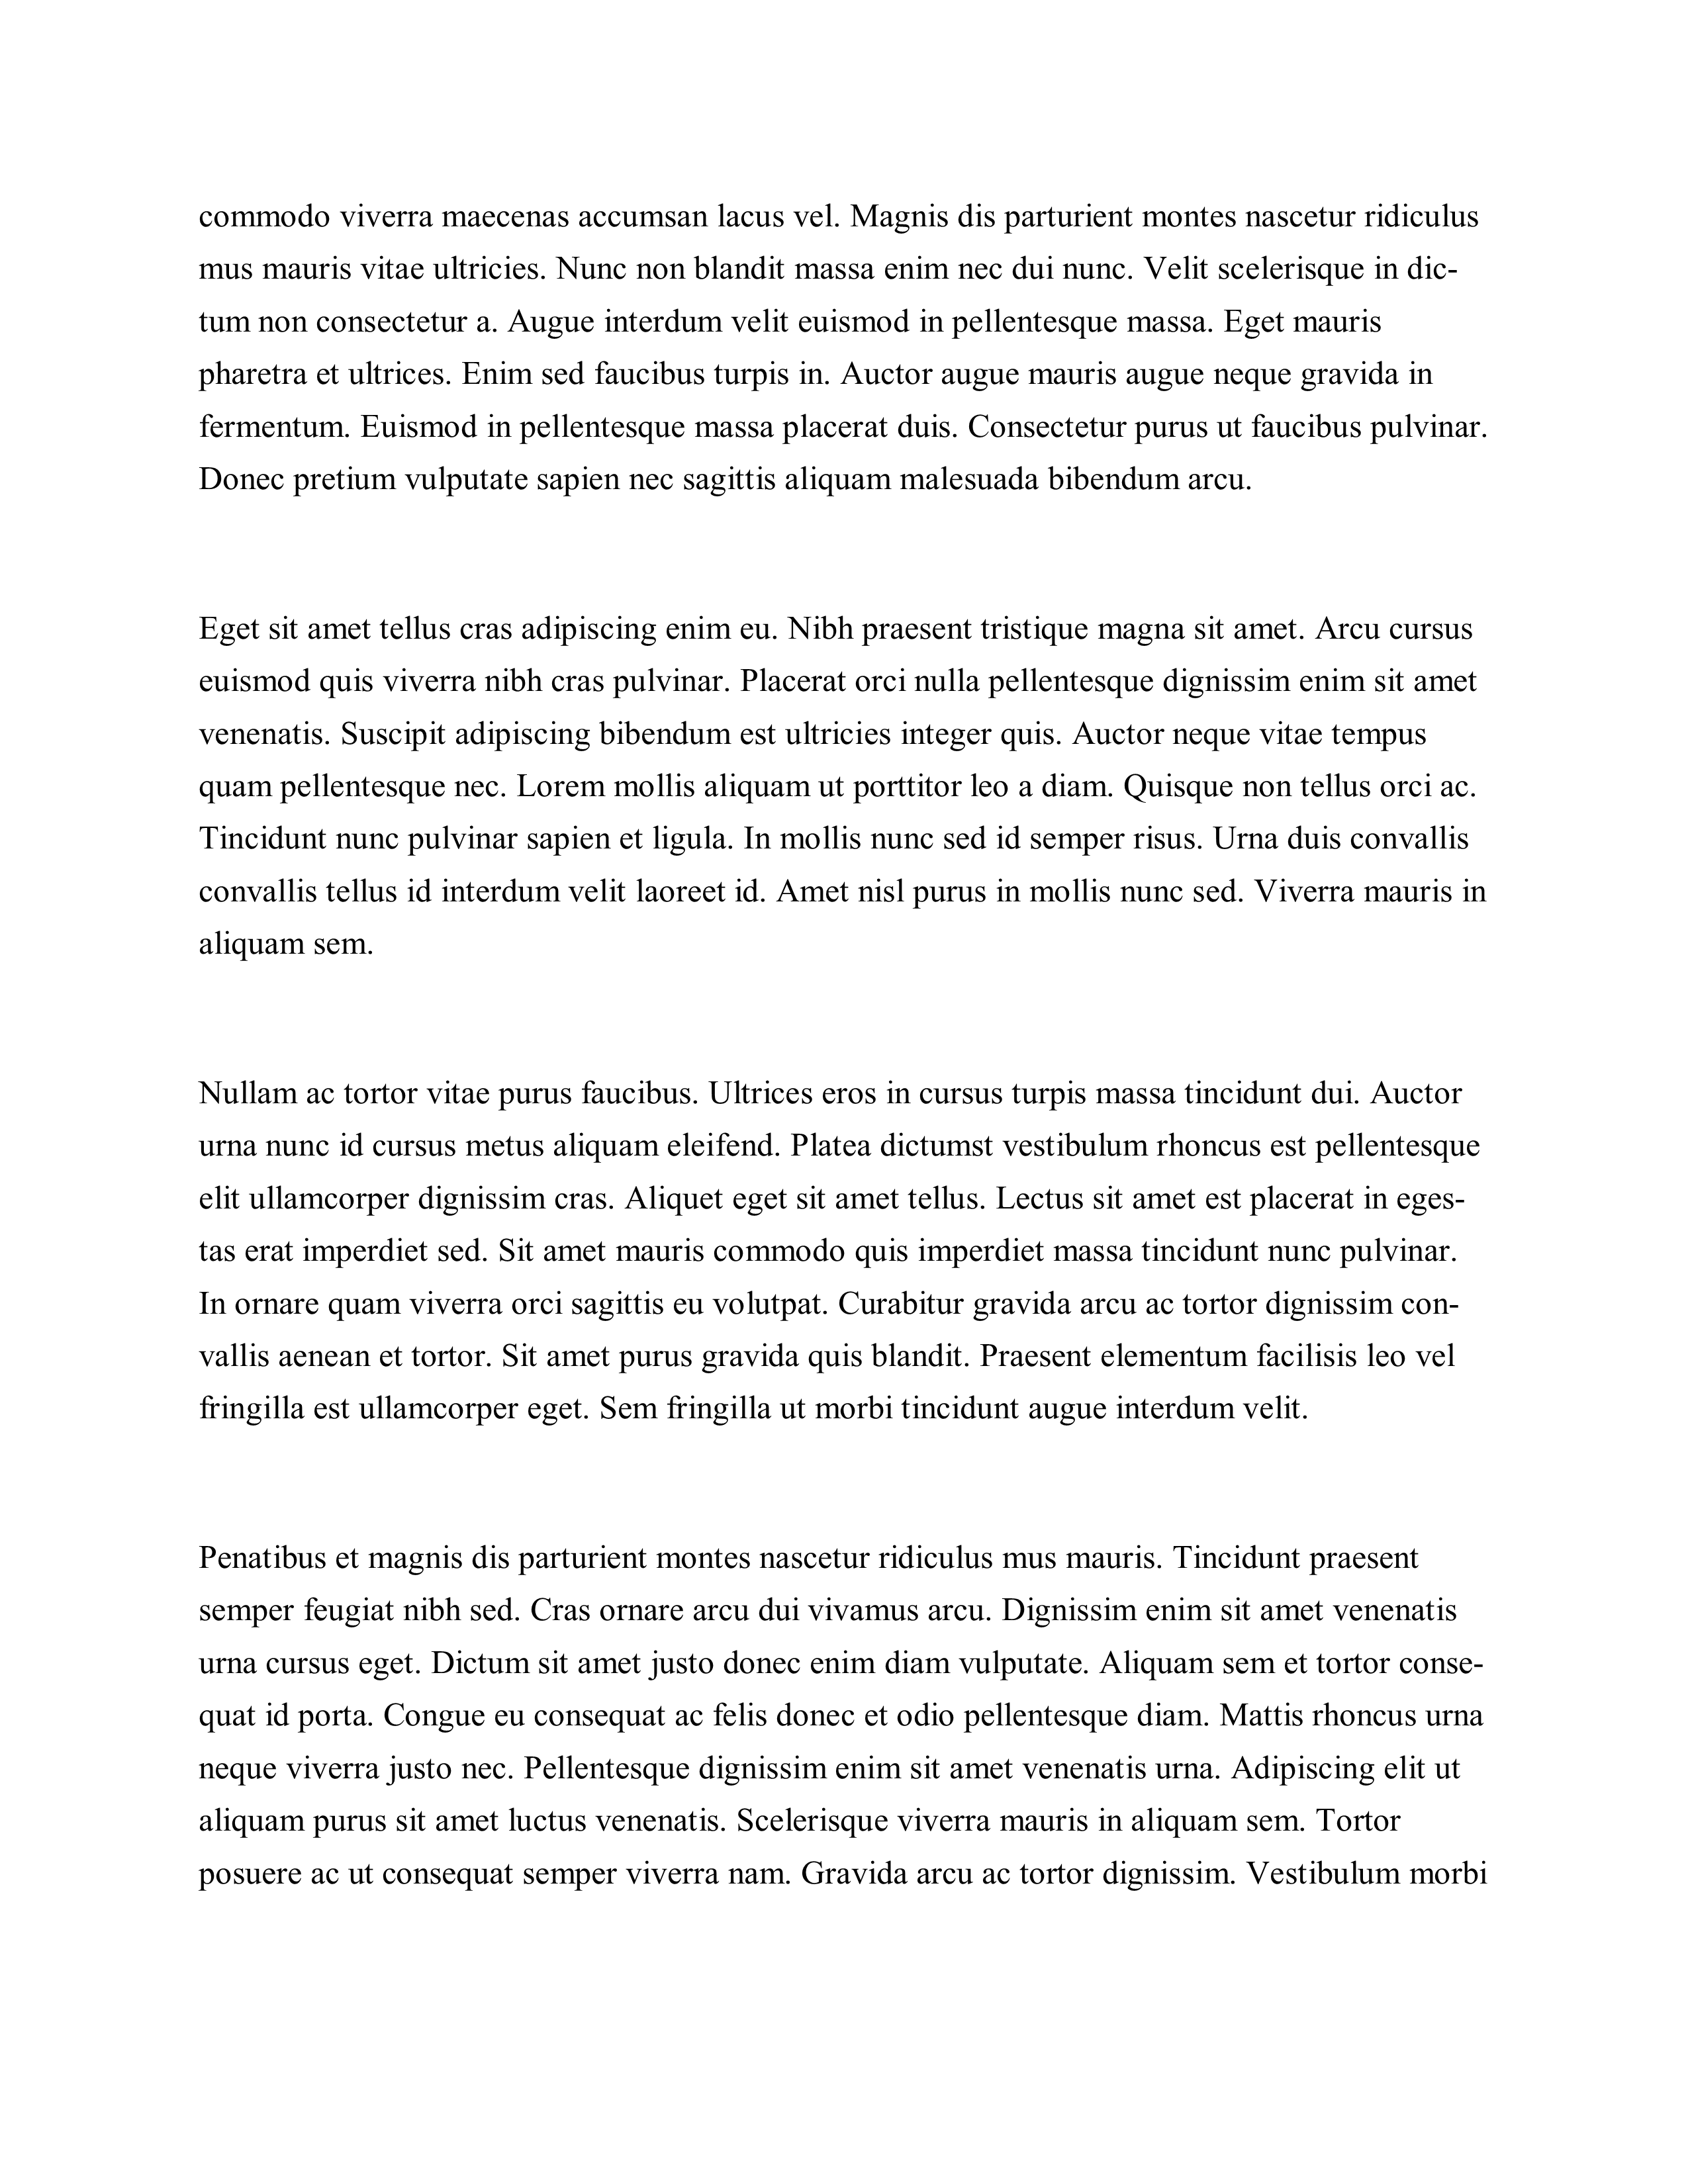 commodo viverra maecenas accumsan lacus vel. Magnis dis parturient montes nascetur ridiculus
mus mauris vitae ultricies. Nunc non blandit massa enim nec dui nunc. Velit scelerisque in dic-
tum non consectetur a. Augue interdum velit euismod in pellentesque massa. Eget mauris
pharetra et ultrices. Enim sed faucibus turpis in. Auctor augue mauris augue neque gravida in
fermentum. Euismod in pellentesque massa placerat duis. Consectetur purus ut faucibus pulvinar.
Donec pretium vulputate sapien nec sagittis aliquam malesuada bibendum arcu.
Eget sit amet tellus cras adipiscing enim eu. Nibh praesent tristique magna sit amet. Arcu cursus
euismod quis viverra nibh cras pulvinar. Placerat orci nulla pellentesque dignissim enim sit amet
venenatis. Suscipit adipiscing bibendum est ultricies integer quis. Auctor neque vitae tempus
quam pellentesque nec. Lorem mollis aliquam ut porttitor leo a diam. Quisque non tellus orci ac.
Tincidunt nunc pulvinar sapien et ligula. In mollis nunc sed id semper risus. Urna duis convallis
convallis tellus id interdum velit laoreet id. Amet nisl purus in mollis nunc sed. Viverra mauris in
aliquam sem.
Nullam ac tortor vitae purus faucibus. Ultrices eros in cursus turpis massa tincidunt dui. Auctor
urna nunc id cursus metus aliquam eleifend. Platea dictumst vestibulum rhoncus est pellentesque
elit ullamcorper dignissim cras. Aliquet eget sit amet tellus. Lectus sit amet est placerat in eges-
tas erat imperdiet sed. Sit amet mauris commodo quis imperdiet massa tincidunt nunc pulvinar.
In ornare quam viverra orci sagittis eu volutpat. Curabitur gravida arcu ac tortor dignissim con-
vallis aenean et tortor. Sit amet purus gravida quis blandit. Praesent elementum facilisis leo vel
fringilla est ullamcorper eget. Sem fringilla ut morbi tincidunt augue interdum velit.
Penatibus et magnis dis parturient montes nascetur ridiculus mus mauris. Tincidunt praesent
semper feugiat nibh sed. Cras ornare arcu dui vivamus arcu. Dignissim enim sit amet venenatis
urna cursus eget. Dictum sit amet justo donec enim diam vulputate. Aliquam sem et tortor conse-
quat id porta. Congue eu consequat ac felis donec et odio pellentesque diam. Mattis rhoncus urna
neque viverra justo nec. Pellentesque dignissim enim sit amet venenatis urna. Adipiscing elit ut
aliquam purus sit amet luctus venenatis. Scelerisque viverra mauris in aliquam sem. Tortor
posuere ac ut consequat semper viverra nam. Gravida arcu ac tortor dignissim. Vestibulum morbi